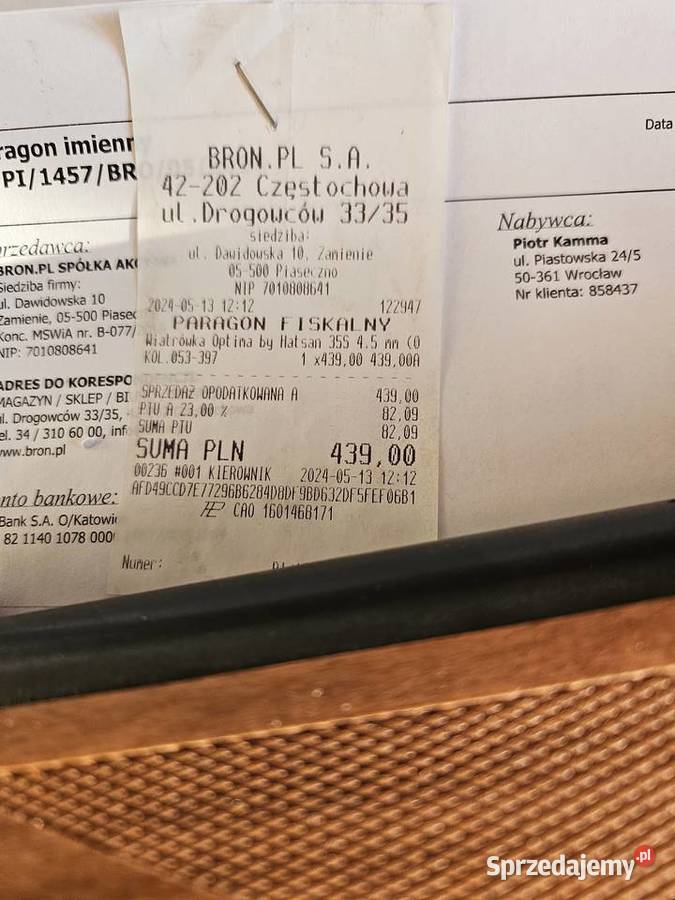 BRON.PL S.A.
42-202 Częstochowa
ul.Drogowców 33/35
siedziba:
ul. Dawidowska 10, Zamienie
05-500 Piaseczno
NIP 7010808641
2024-05-13 12:12 122947
PARAGON FISKALNY
Wiatrówka Optima by Hatsan 35S 4.5 mm (0
KOL.053-397 1 x439,00 439,00A
SPRZEDAŻ OPODATKOWANA A 439,00
PTU A 23,00 % 82,09
SUMA PTU 82,09
SUMA PLN 439,00
00236 #001 KIEROWNIK 2024-05-13 12:12
AFD49CCD7E77296B6284D8DF9BD632DF5FEF06B1
CAO 1601468171
Numer:
ragon imienn
PI/1457/BR
przedawca:
BRON.PL SPÓŁKA AK
Siedziba firmy:
ul. Dawidowska 10
Zamienie, 05-500 Piasec
Konc. MSWiA nr. B-077/
NIP: 7010808641
ADRES DO KORESPO
MAGAZYN / SKLEP / BI
ul. Drogowców 33/35,
el. 34 / 310 60 00, inf
www.bron.pl
onto bankowe:
Bank S.A. O/Katowi
82 1140 1078 000
Data
Nabywca:
Piotr Kamma
ul. Piastowska 24/5
50-361 Wrocław
Nr klienta: 858437
Sprzedajemy.pl